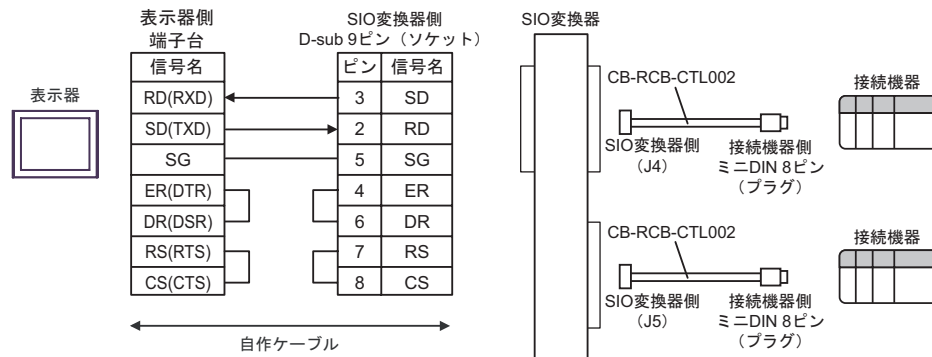 表示器
表示器側
端子台
信号名
RD(RXD)
SD(TXD)
SG
ER(DTR)
DR(DSR)
RS(RTS)
CS(CTS)
SIO変換器側
D-sub 9ピン（ソケット）
ピン 信号名
3 SD
2 RD
5 SG
4 ER
6 DR
7 RS
8 CS
自作ケーブル
SIO変換器
CB-RCB-CTL002
SIO変換器側
（J4）
接続機器側
ミニDIN 8ピン
（プラグ）
接続機器
CB-RCB-CTL002
SIO変換器側
（J5）
接続機器側
ミニDIN 8ピン
（プラグ）
接続機器